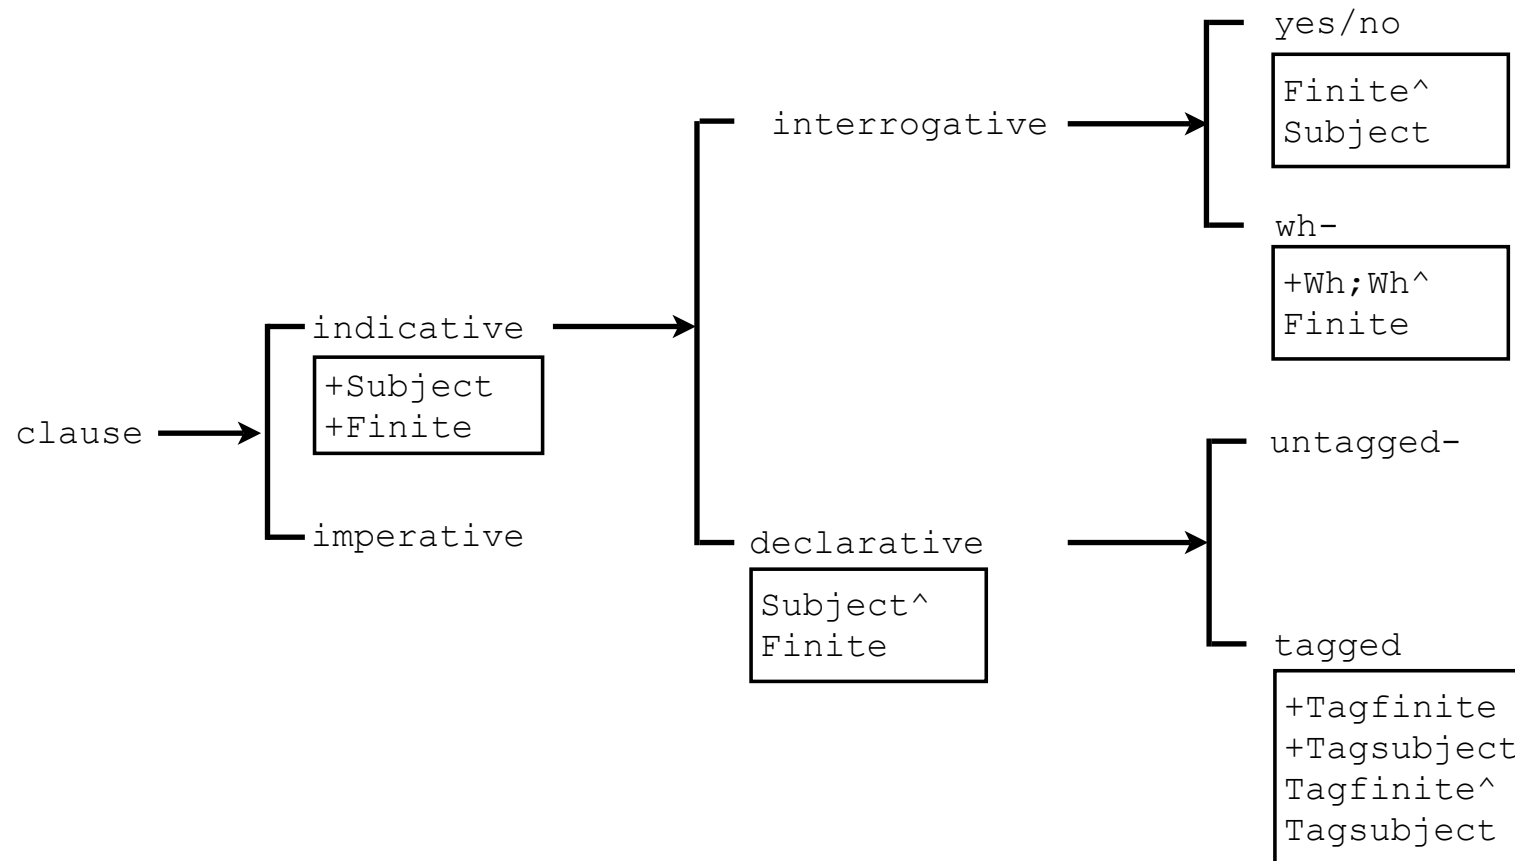 yes/no
Finite^
Subject
interrogative
wh-
+Wh;Wh^
Finite
indicative
+Subject
+Finite
clause
imperative
untagged-
declarative
Subject^
Finite
tagged
+Tagfinite
+Tagsubject
Tagfinite^
Tagsubject